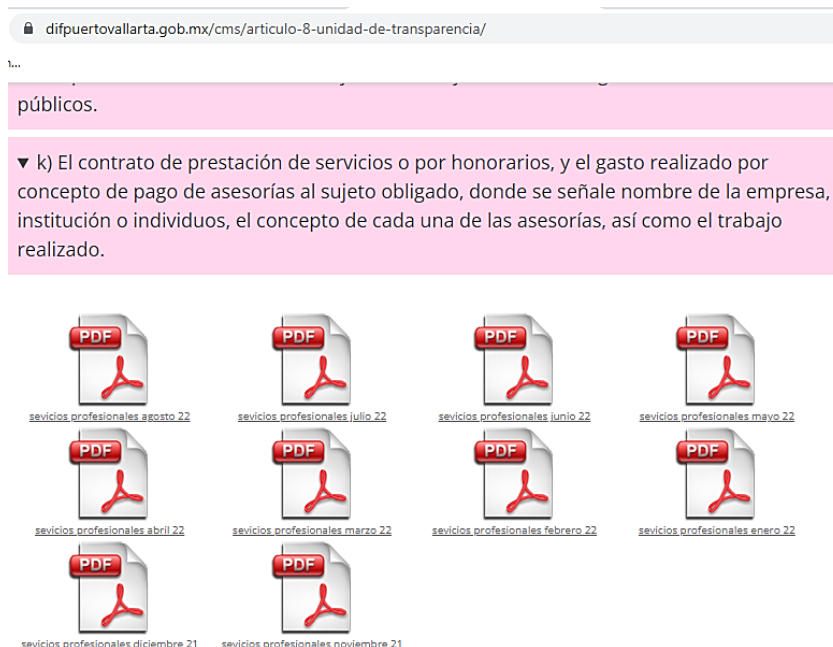 difpuertovallarta.gob.mx/cms/articulo-8-unidad-de-transparencia/
públicos.
▼ k) El contrato de prestación de servicios o por honorarios, y el gasto realizado por
concepto de pago de asesorías al sujeto obligado, donde se señale nombre de la empresa,
institución o individuos, el concepto de cada una de las asesorías, así como el trabajo
realizado.
PDF PDF PDF PDF
sevicios profesionales agosto 22 sevicios profesionales julio 22 sevicios profesionales junio 22 sevicios profesionales mayo 22
PDF PDF PDF PDF
sevicios profesionales abril 22 sevicios profesionales marzo 22 sevicios profesionales febrero 22 sevicios profesionales enero 22
PDF PDF
sevicios profesionales diciembre 21 sevicios profesionales noviembre 21